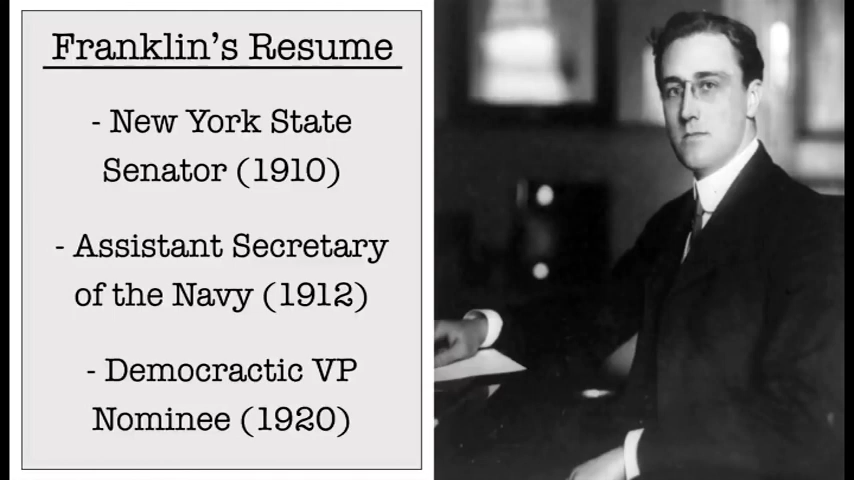 Franklin's Resume
- New York State
Senator (1910)
- Assistant Secretary
of the Navy (1912)
- Democractic VP
Nominee (1920)